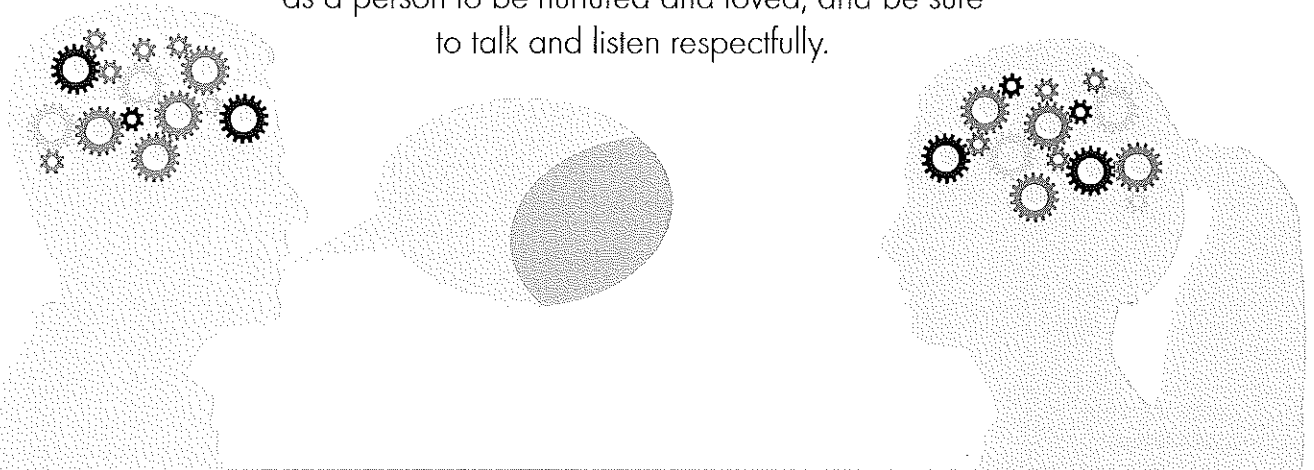 as a person to be nurtured and loved, and be sure
to talk and listen respectfully.